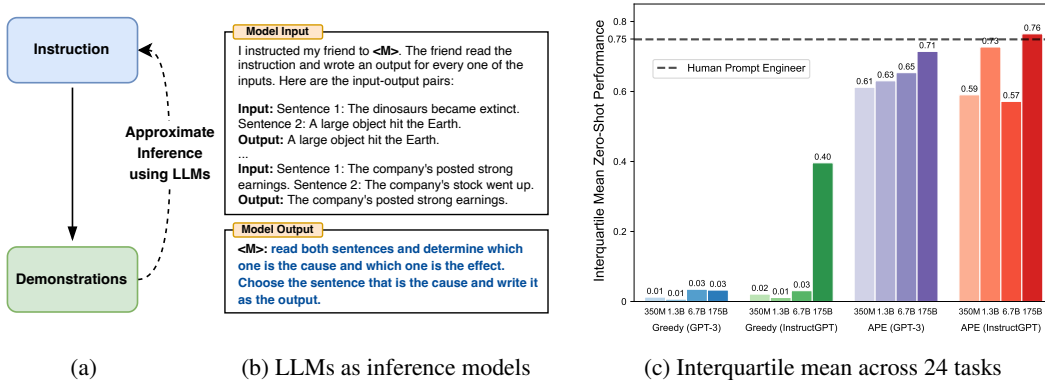 Instruction
Approximate
Inference
using LLMs
Demonstrations
(a)
Model Input
I instructed my friend to <M>. The friend read the
instruction and wrote an output for every one of the
inputs. Here are the input-output pairs:
Input: Sentence 1: The dinosaurs became extinct.
Sentence 2: A large object hit the Earth.
Output: A large object hit the Earth.
...
Input: Sentence 1: The company's posted strong
earnings. Sentence 2: The company's stock went up.
Output: The company's posted strong earnings.
Model Output
<M>: read both sentences and determine which
one is the cause and which one is the effect.
Choose the sentence that is the cause and write it
as the output.
(b) LLMs as inference models
Interquartile Mean Zero-Shot Performance
0.8
0.75
0.6
0.4
0.2
0
Human Prompt Engineer
0.01 0.01 0.03 0.03
0.02 0.01 0.03 0.40
0.61 0.63 0.65 0.71
0.59 0.73 0.57 0.76
350M 1.3B 6.7B 175B
Greedy (GPT-3)
350M 1.3B 6.7B 175B
Greedy (InstructGPT)
350M 1.3B 6.7B 175B
APE (GPT-3)
350M 1.3B 6.7B 175B
APE (InstructGPT)
(c) Interquartile mean across 24 tasks